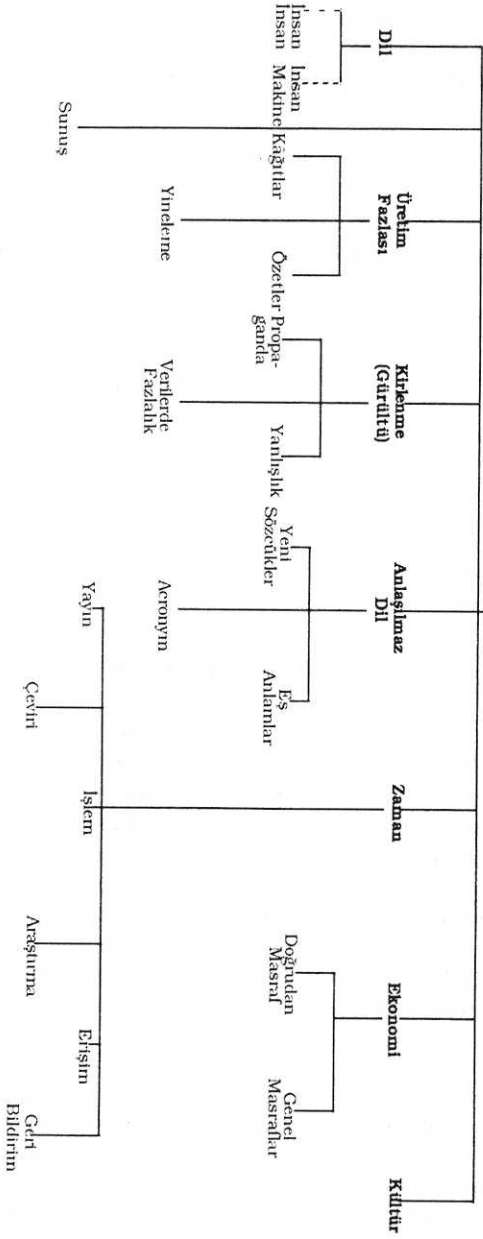 Dil
İnsan
İnsan
İnsan
Makine
Sunuş
Üretim
Fazlası
Kâğıtlar
Yineleme
Özetler
Kirlenme
(Gürültü)
Propa-
ganda
Verilerde
Fazlalık
Yanlışlık
Anlaşılmaz
Dil
Yeni
Sözcükler
Acronym
Eş
Anlamlar
Zaman
Yayın
Çeviri
İşlem
Araştırma
Erişim
Geri
Bildirim
Ekonomi
Doğrudan
Masraf
Genel
Masraflar
Kültür